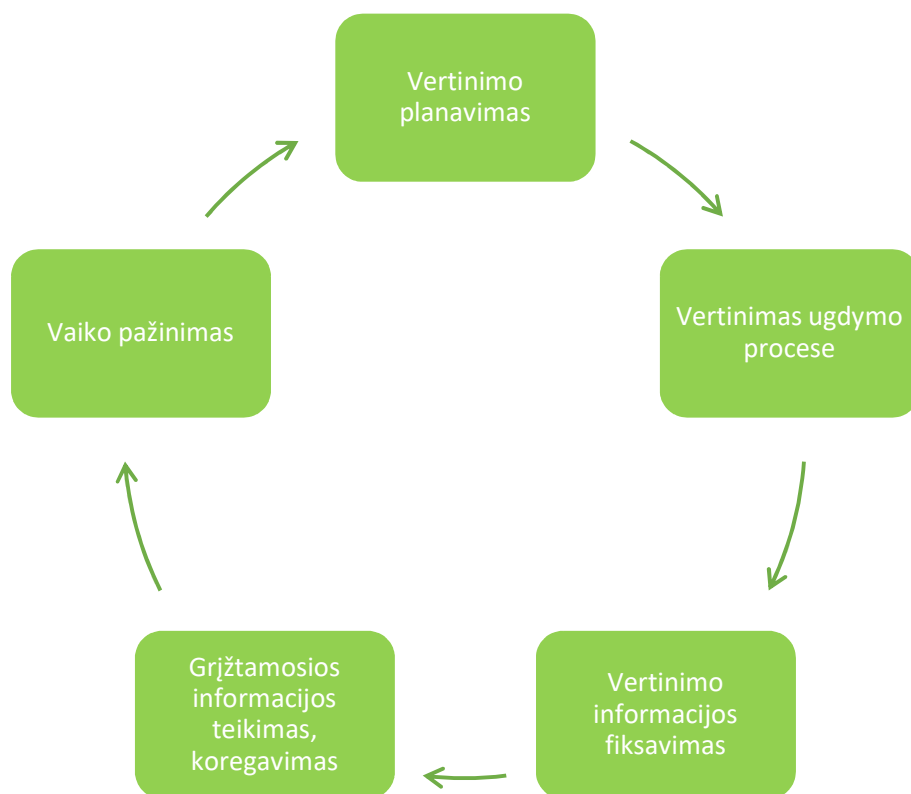 Vertinimo
planavimas
Vertinimas ugdymo
procese
Vertinimo
informacijos
fiksavimas
Grįžtamosios
informacijos
teikimas,
koregavimas
Vaiko pažinimas